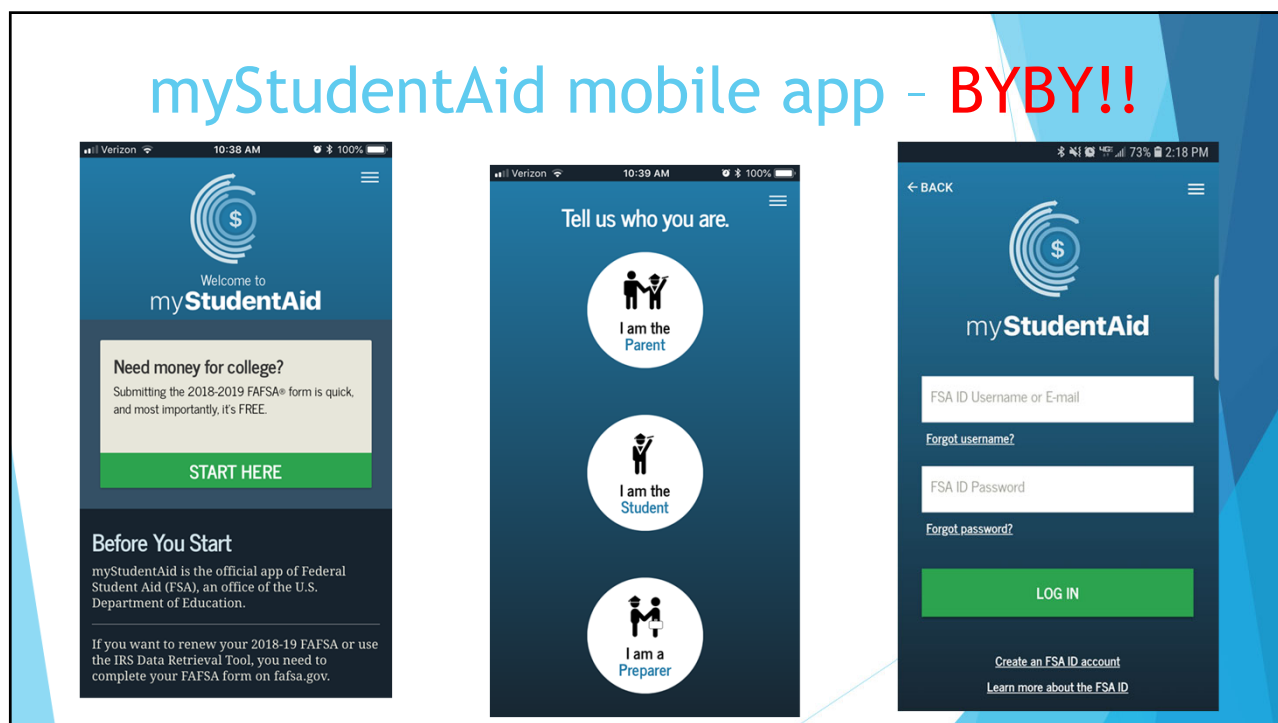 myStudentAid mobile app – BYBY!!
Verizon 10:38 AM 100%
$
Welcome to
myStudentAid
Need money for college?
Submitting the 2018-2019 FAFSA® form is quick,
and most importantly, it's FREE.
START HERE
Before You Start
myStudentAid is the official app of Federal
Student Aid (FSA), an office of the U.S.
Department of Education.
If you want to renew your 2018-19 FAFSA or use
the IRS Data Retrieval Tool, you need to
complete your FAFSA form on fafsa.gov.
Verizon 10:39 AM 100%
Tell us who you are.
I am the
Parent
I am the
Student
I am a
Preparer
4G 73% 2:18 PM
BACK
$
myStudentAid
FSA ID Username or E-mail
Forgot username?
FSA ID Password
Forgot password?
LOG IN
Create an FSA ID account
Learn more about the FSA ID